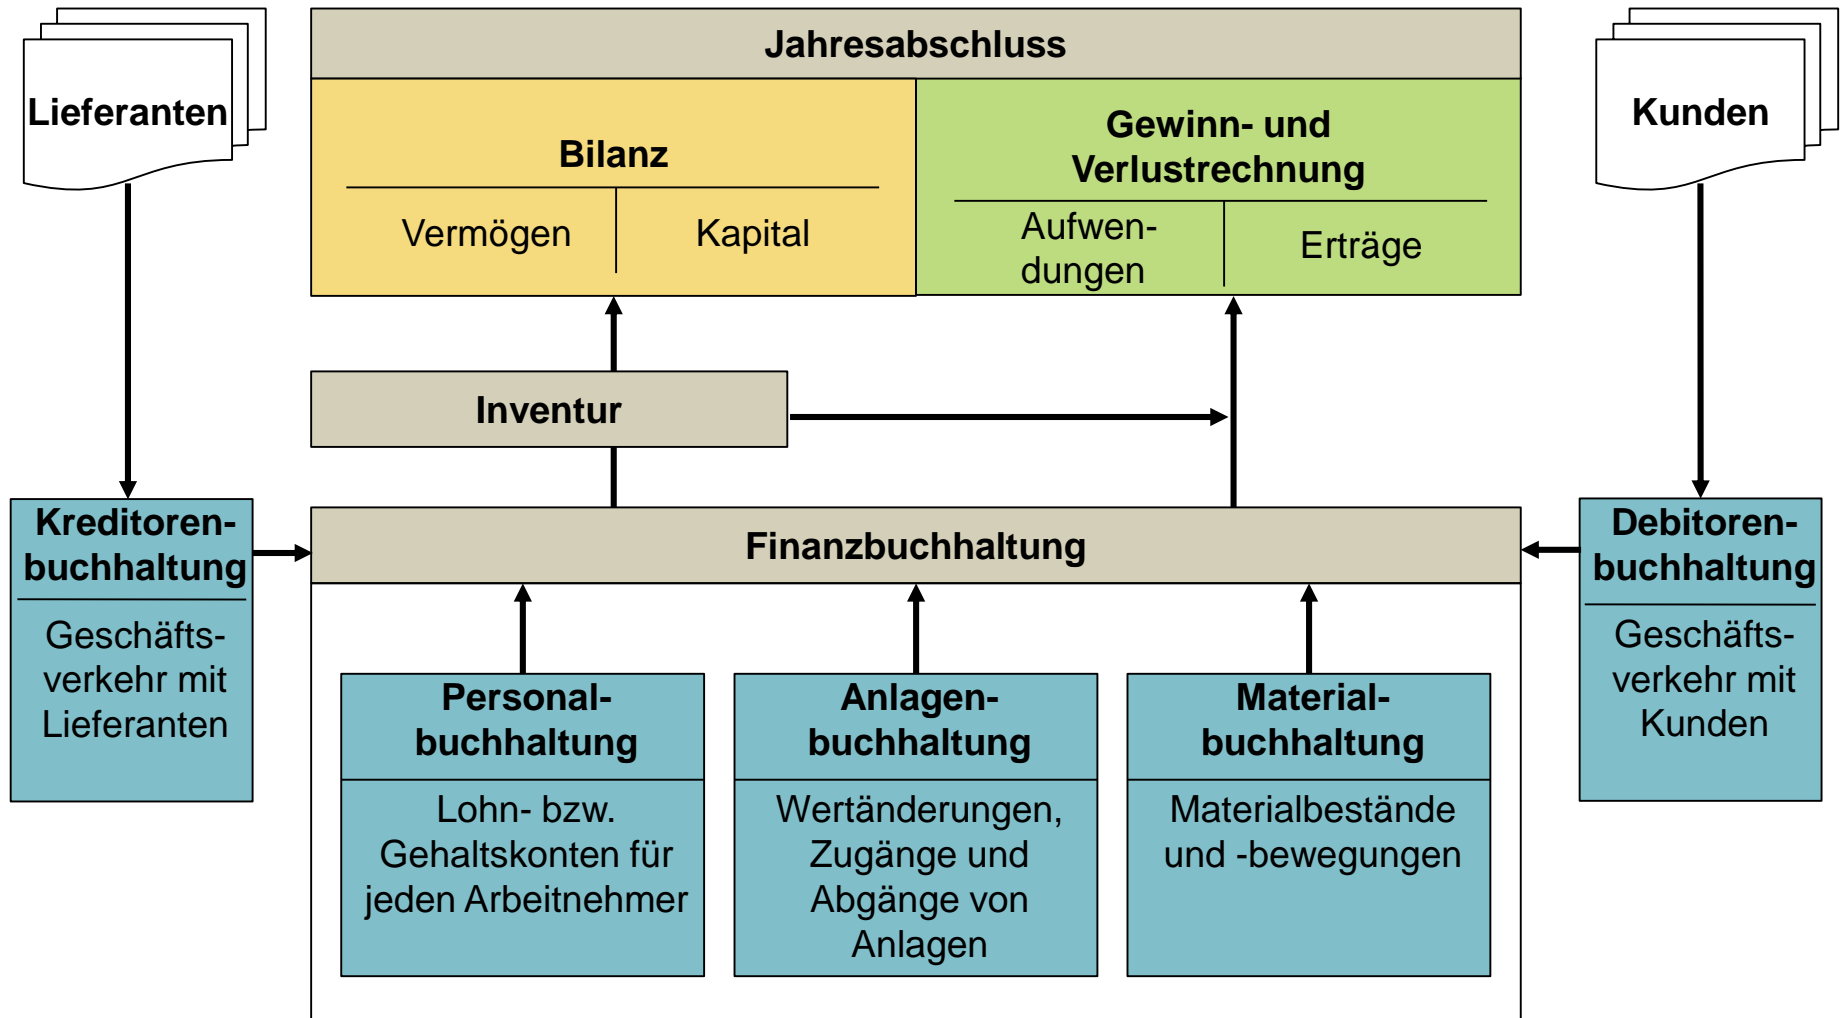 Jahresabschluss
Lieferanten
Bilanz
Vermögen
Kapital
Gewinn- und
Verlustrechnung
Aufwen-
dungen
Erträge
Kunden
Inventur
Kreditoren-
buchhaltung
Geschäfts-
verkehr mit
Lieferanten
Finanzbuchhaltung
Debitoren-
buchhaltung
Geschäfts-
verkehr mit
Kunden
Personal-
buchhaltung
Lohn- bzw.
Gehaltskonten für
jeden Arbeitnehmer
Anlagen-
buchhaltung
Wertänderungen,
Zugänge und
Abgänge von
Anlagen
Material-
buchhaltung
Materialbestände
und -bewegungen